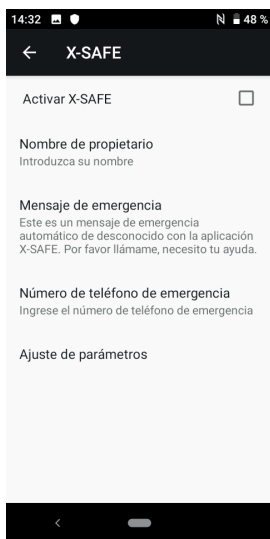 14:32 48 %
X-SAFE
Activar X-SAFE
Nombre de propietario
Introduzca su nombre
Mensaje de emergencia
Este es un mensaje de emergencia
automático de desconocido con la aplicación
X-SAFE. Por favor llámame, necesito tu ayuda.
Número de teléfono de emergencia
Ingrese el número de teléfono de emergencia
Ajuste de parámetros